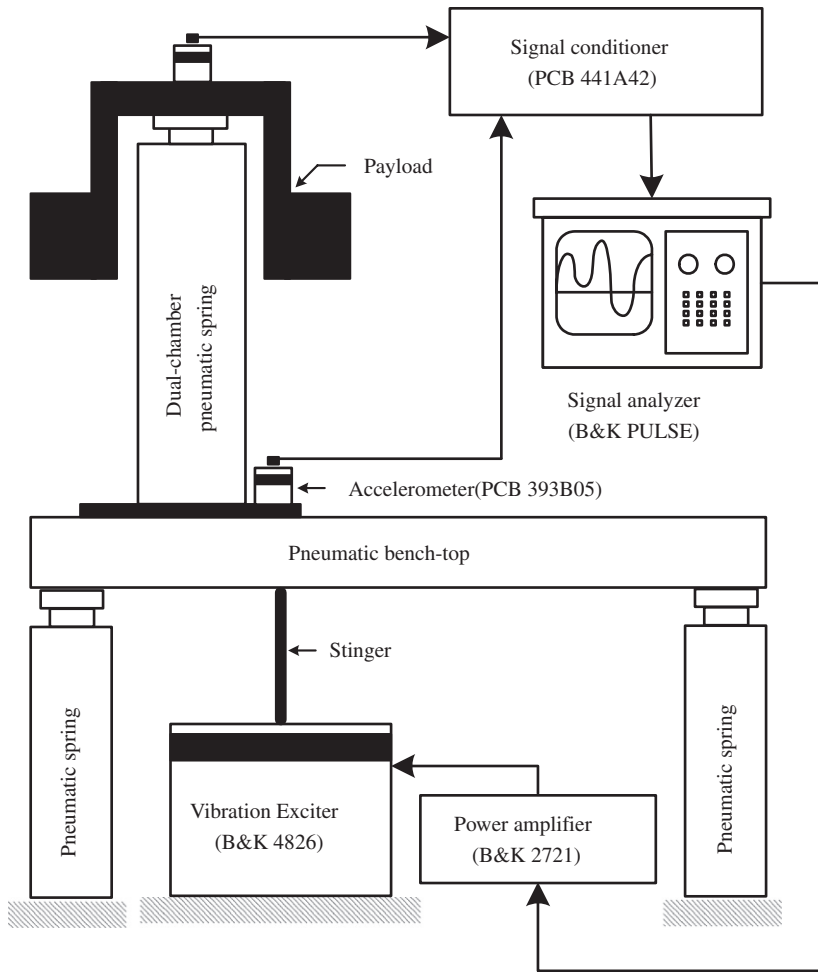 Signal conditioner
(PCB 441A42)
Payload
Dual-chamber
pneumatic spring
Signal analyzer
(B&K PULSE)
Accelerometer(PCB 393B05)
Pneumatic bench-top
Stinger
Pneumatic spring
Vibration Exciter
(B&K 4826)
Power amplifier
(B&K 2721)
Pneumatic spring